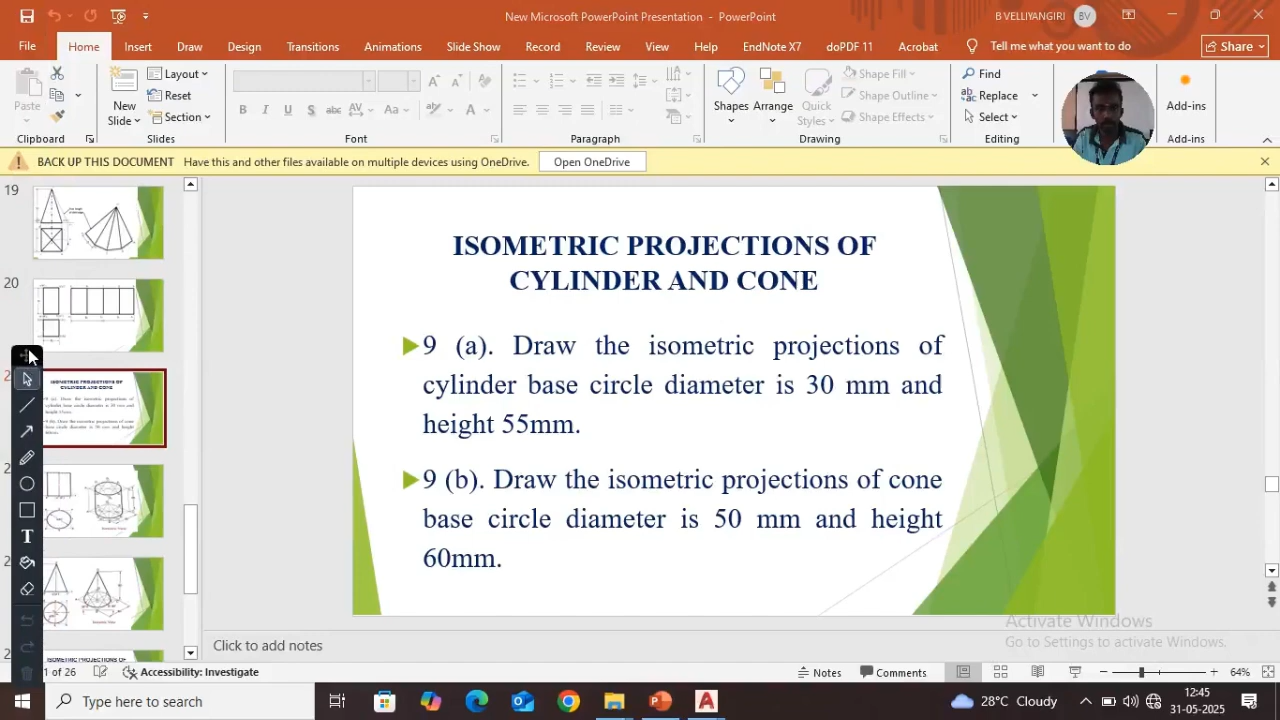 New Microsoft PowerPoint Presentation - PowerPoint
B VELLIYANGIRI BV
File Home Insert Draw Design Transitions Animations Slide Show Record Review View Help EndNote X7 doPDF 11 Acrobat Tell me what you want to do Share
Paste
Clipboard
New Slide
Layout
Reset
Section
Slides
B I U S abc AV Aa A
Font
Paragraph
Shapes
Arrange
Quick Styles
Shape Fill
Shape Outline
Shape Effects
Drawing
Find
Replace
Select
Editing
Add-ins
Add-ins
BACK UP THIS DOCUMENT Have this and other files available on multiple devices using OneDrive. Open OneDrive
19
20
ISOMETRIC PROJECTIONS OF
CYLINDER AND CONE
9 (a). Draw the isometric projections of
cylinder base circle diameter is 30 mm and
height 55mm.
9 (b). Draw the isometric projections of cone
base circle diameter is 50 mm and height
60mm.
ISOMETRIC PROJECTIONS OF
Activate Windows
Go to Settings to activate Windows.
Click to add notes
1 of 26 Accessibility: Investigate
Notes Comments 64%
Type here to search
28°C Cloudy
12:45
31-05-2025